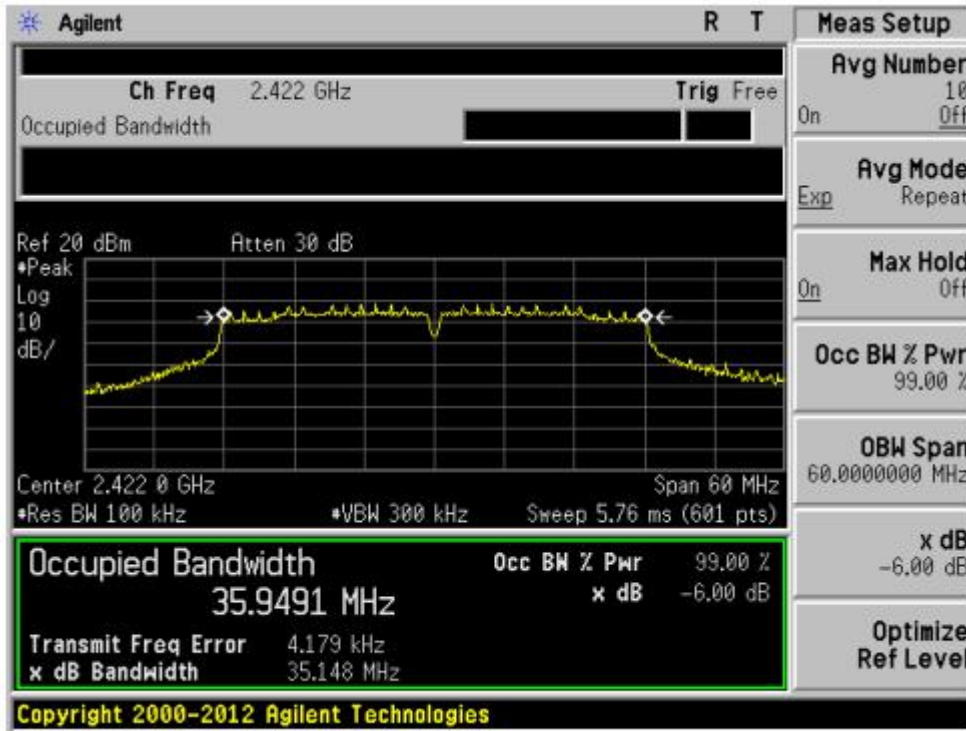 Agilent R T
Ch Freq 2.422 GHz Trig Free
Occupied Bandwidth
Ref 20 dBm Atten 30 dB
#Peak
Log
10
dB/
Center 2.422 0 GHz Span 60 MHz
#Res BW 100 kHz #VBW 300 kHz Sweep 5.76 ms (601 pts)
Occupied Bandwidth
35.9491 MHz
Occ BW % Pwr 99.00 %
x dB -6.00 dB
Transmit Freq Error 4.179 kHz
x dB Bandwidth 35.148 MHz
Copyright 2000-2012 Agilent Technologies
Meas Setup
Avg Number
10
On Off
Avg Mode
Exp Repeat
Max Hold
On Off
Occ BW % Pwr
99.00 %
OBW Span
60.0000000 MHz
x dB
-6.00 dB
Optimize
Ref Level